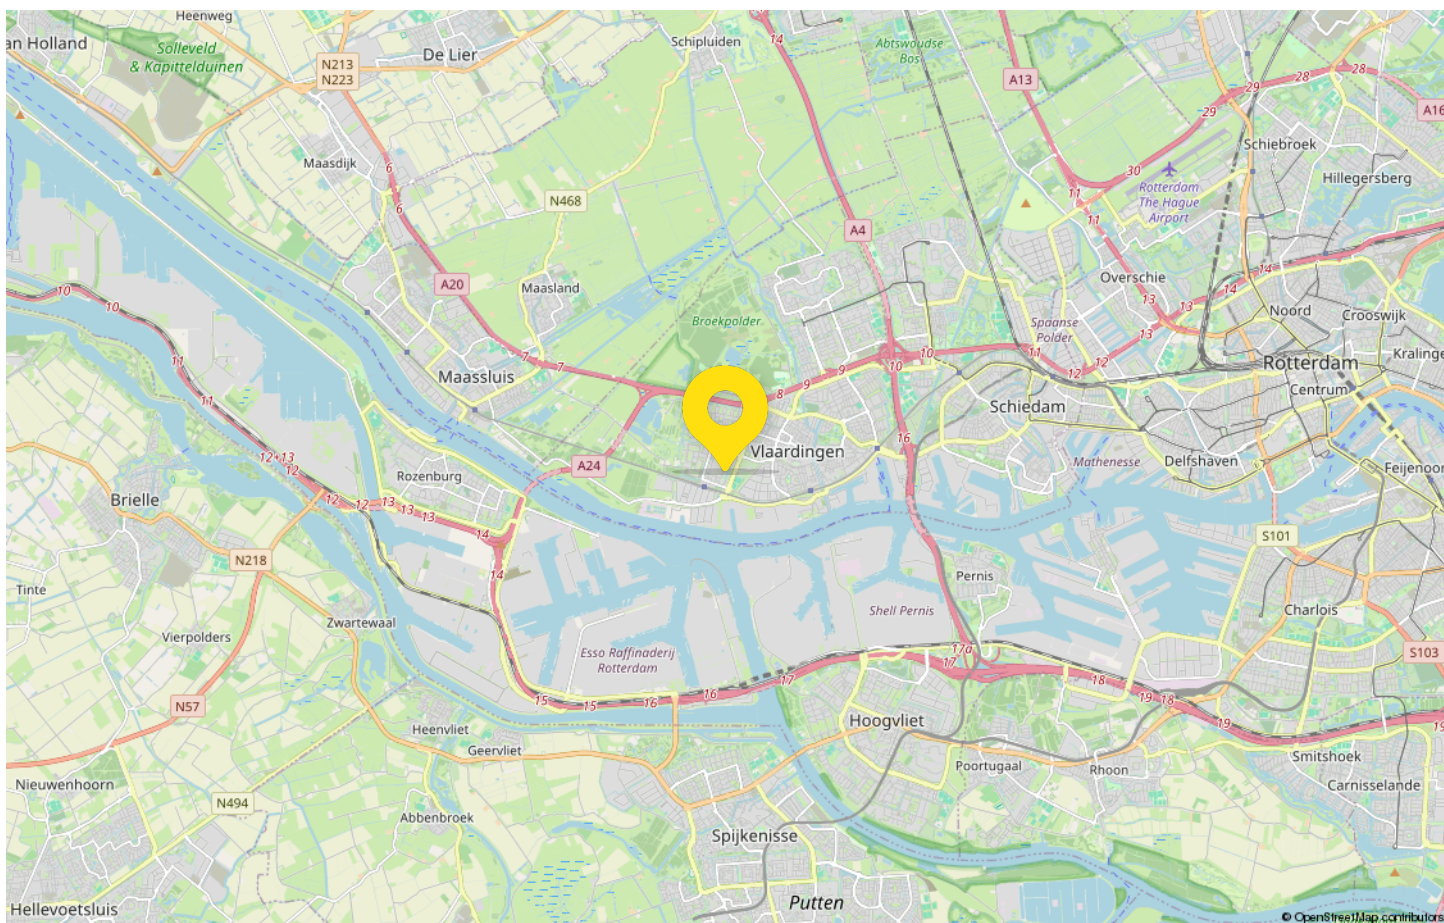 Heenweg
an Holland
Solleveld
& Kapittelduinen
N213
N223
De Lier
Schipluiden
14
Abtswoudse
Bos
A13
28
28
29
A16
29
Schiebroek
Maasdijk
6
30
Hillegersberg
11
Rotterdam
The Hague
Airport
N468
6
11
A4
A20
Maasland
Overschie
14
13
13
14
Noord
Crooswijk
Broekpolder
Spaanse
Polder
13
10
10
11
11
7
7
10
10
11
12
12
Rotterdam
Kralinge
Maassluis
9
9
8
Centrum
Schiedam
16
Vlaardingen
12+13
12
A24
Mathenesse
Delfshaven
Feijenoor
Rozenburg
Brielle
12
12
13
13
13
14
S101
N218
14
Pernis
Tinte
Shell Pernis
Charlois
Zwartewaal
Vierpolders
Esso Raffinaderij
Rotterdam
17a
17
17
S103
18
15
15
16
16
19
18
19
19
N57
Hoogvliet
Heenvliet
Geervliet
Poortugaal
Rhoon
Smitshoek
Nieuwenhoorn
Carnisselande
N494
Abbenbroek
Spijkenisse
Putten
Hellevoetsluis
© OpenStreetMap contributors